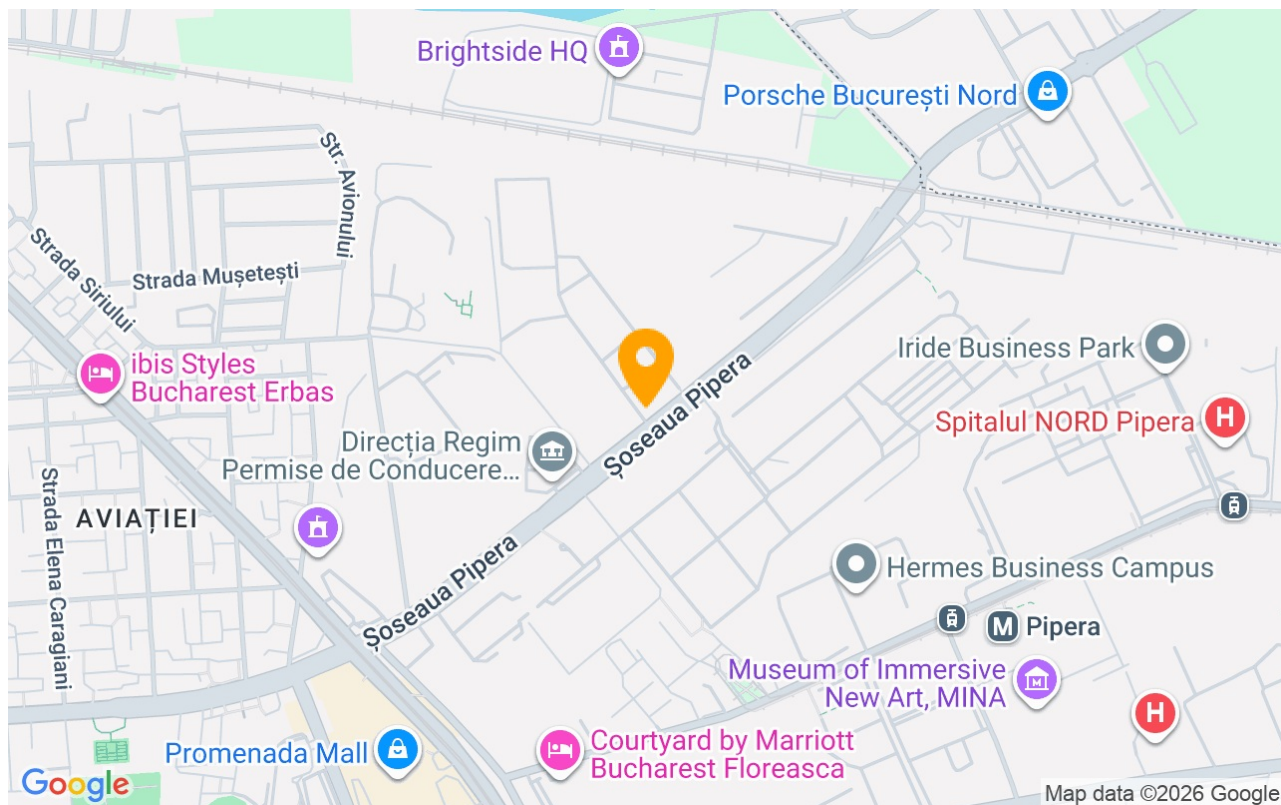 Brightside HQ
Porsche București Nord
Str. Avionului
Strada Siriului
Strada Mușetești
ibis Styles
Bucharest Erbas
Iride Business Park
Șoseaua Pipera
Spitalul NORD Pipera
H
Direcția Regim
Permise de Conducere...
Strada Elena Caragiani
AVIAȚIEI
Șoseaua Pipera
Hermes Business Campus
M Pipera
Museum of Immersive
New Art, MINA
H
Promenada Mall
Courtyard by Marriott
Bucharest Floreasca
Google
Map data ©2026 Google